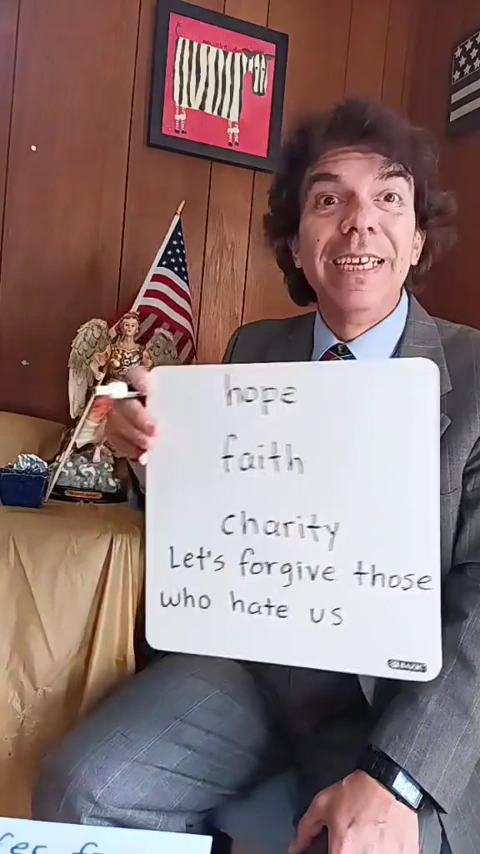 hope
faith
charity
Let's forgive those
who hate us